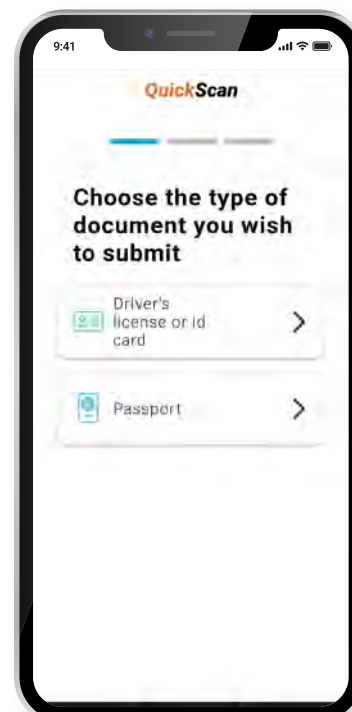 9:41
QuickScan
Choose the type of
document you wish
to submit
Driver's
license or id
card
Passport